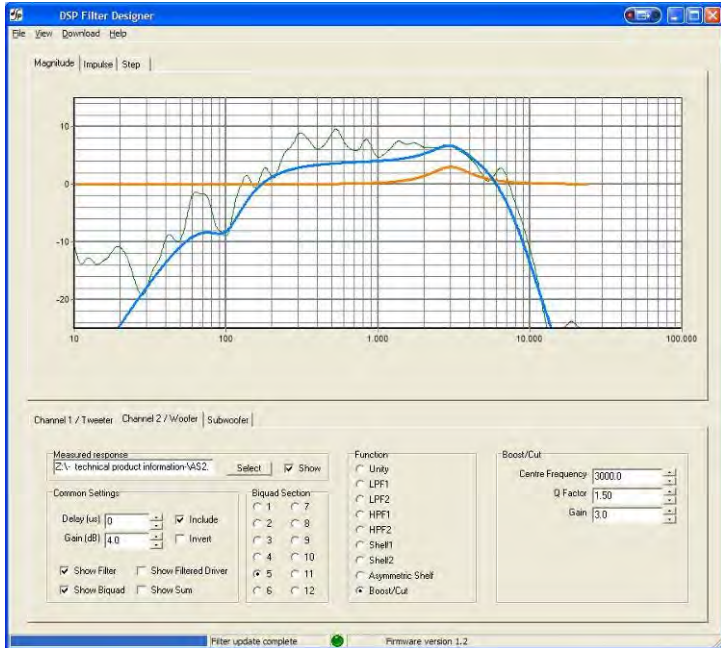 DSP Filter Designer
File View Download Help
Magnitude Impulse Step
10
0
-10
-20
10 100 1.000 10.000 100.000
Channel 1 / Tweeter Channel 2 / Woofer Subwoofer
Measured response
Z:\- technical product information-\AS2. Select Show
Common Settings
Delay (us) 0 Include
Gain (dB) 4.0 Invert
Show Filter Show Filtered Driver
Show Biquad Show Sum
Biquad Section
1 7
2 8
3 9
4 10
5 11
6 12
Function
Unity
LPF1
LPF2
HPF1
HPF2
Shelf1
Shelf2
Asymmetric Shelf
Boost/Cut
Boost/Cut
Centre Frequency 3000.0
Q Factor 1.50
Gain 3.0
Filter update complete Firmware version 1.2